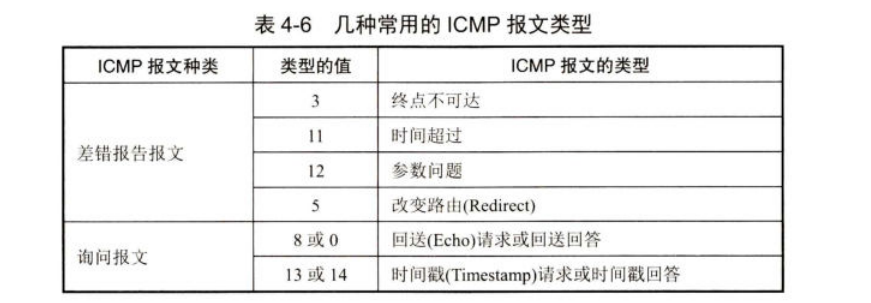 表 4-6 几种常用的 ICMP 报文类型
ICMP 报文种类 类型的值 ICMP 报文的类型
差错报告报文
3 终点不可达
11 时间超过
12 参数问题
5 改变路由(Redirect)
询问报文
8 或 0 回送(Echo)请求或回送回答
13 或 14 时间戳(Timestamp)请求或时间戳回答